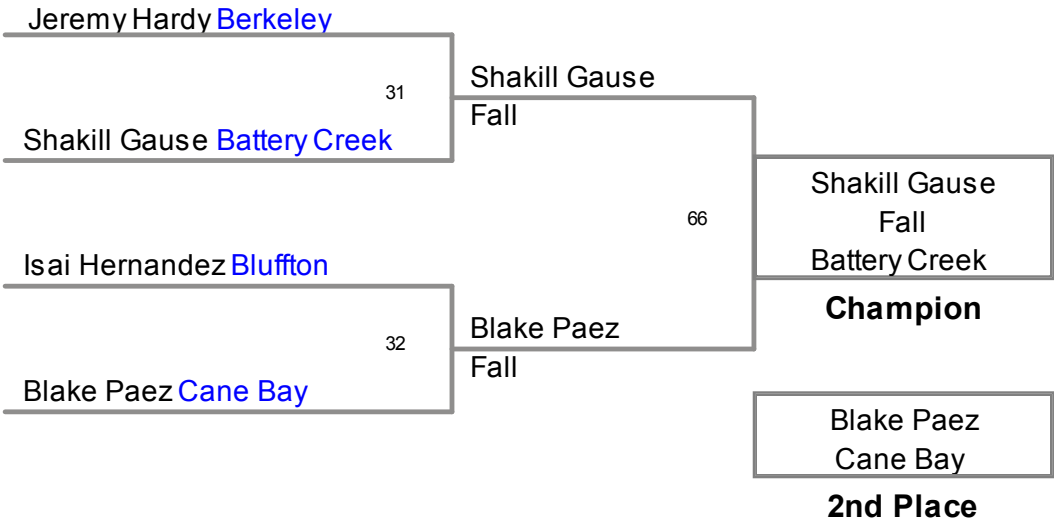 Jeremy Hardy Berkeley
31
Shakill Gause
Fall
Shakill Gause Battery Creek
66
Shakill Gause
Fall
Battery Creek
Champion
Isai Hernandez Bluffton
32
Blake Paez
Fall
Blake Paez Cane Bay
Blake Paez
Cane Bay
2nd Place